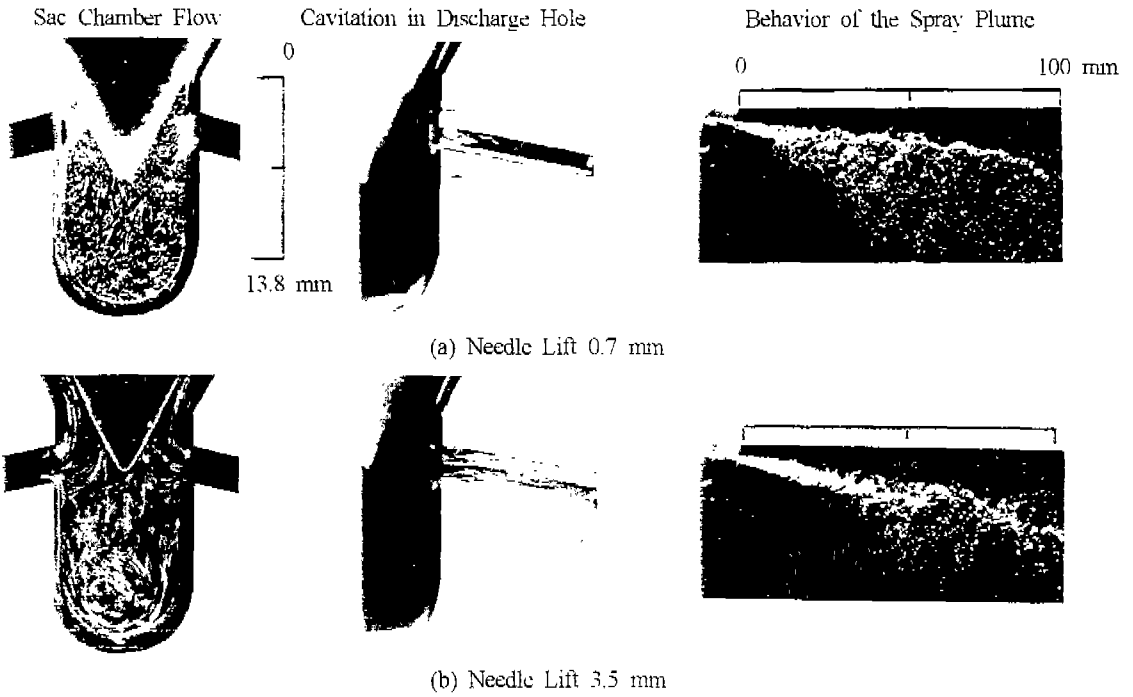 Sac Chamber Flow
Cavitation in Discharge Hole
Behavior of the Spray Plume
0
13.8 mm
0 100 mm
(a) Needle Lift 0.7 mm
(b) Needle Lift 3.5 mm